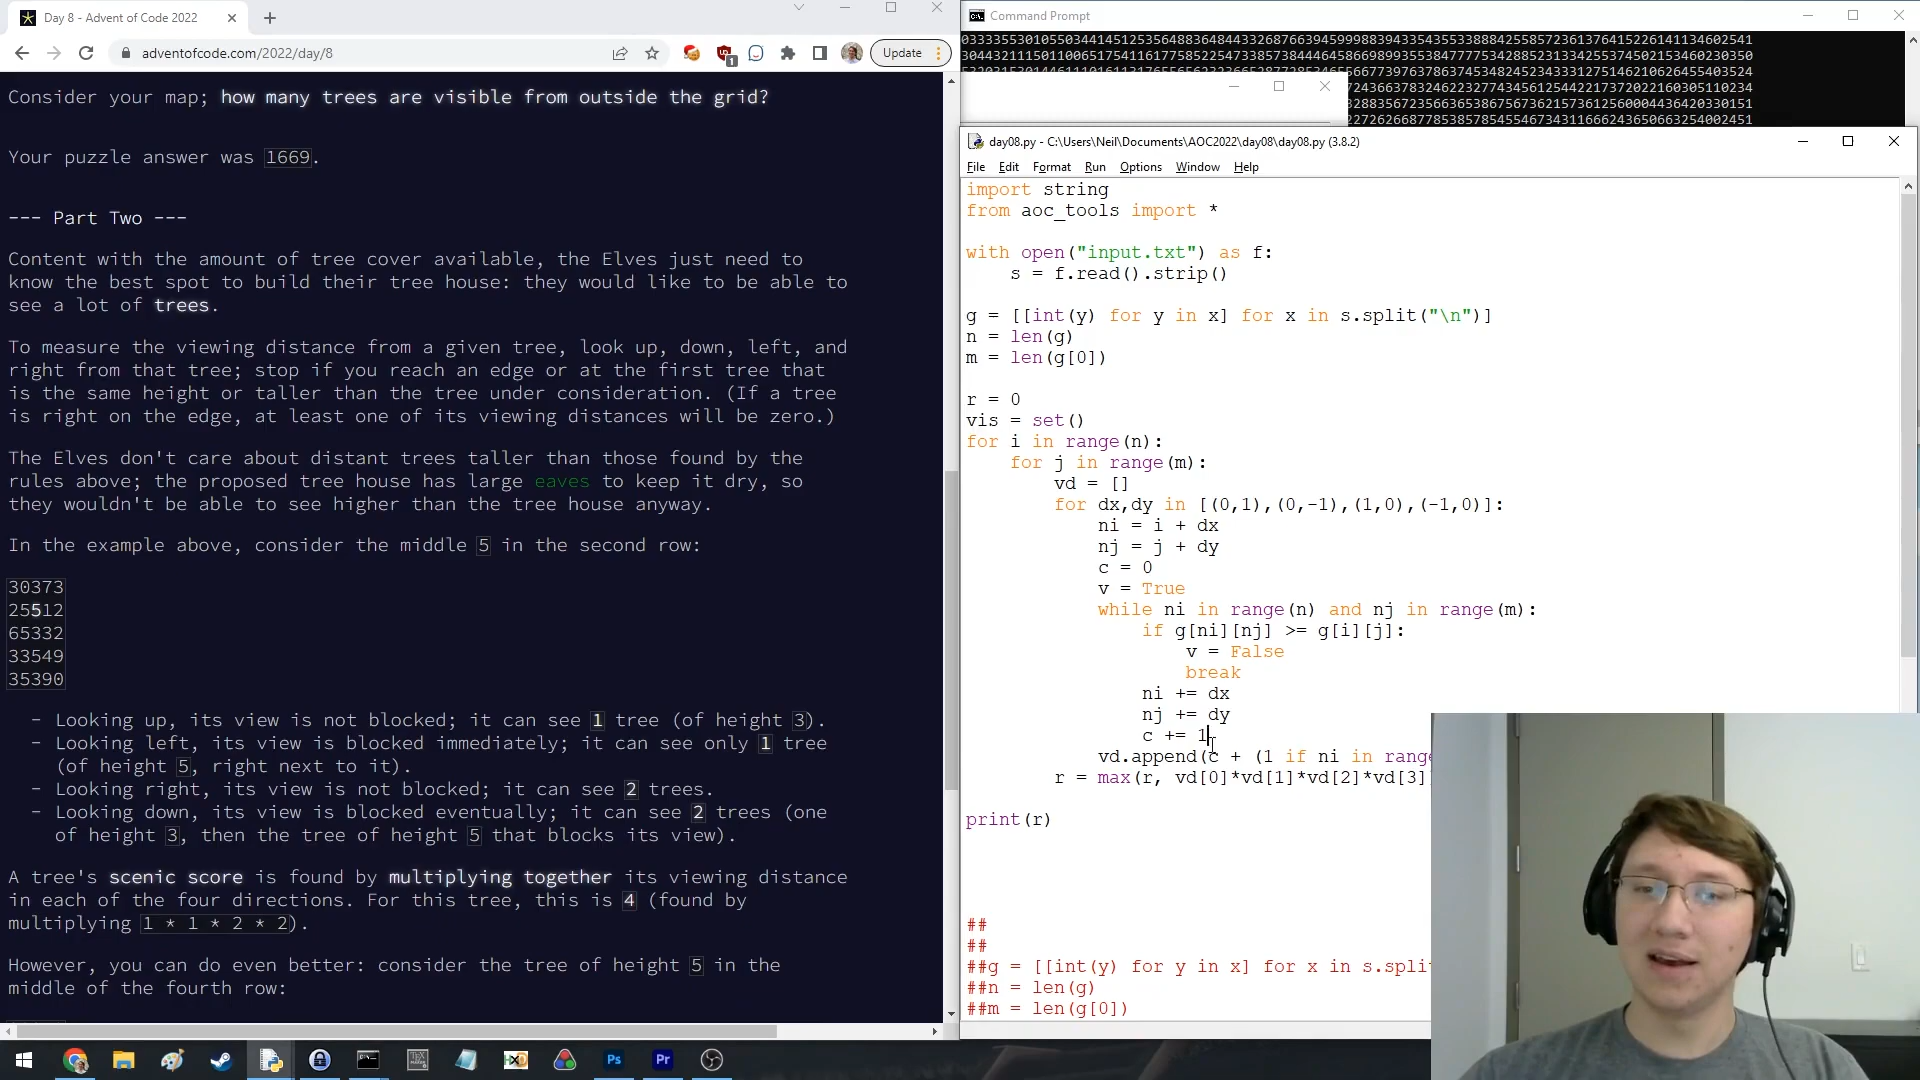 Day 8 - Advent of Code 2022
adventofcode.com/2022/day/8
Update
Consider your map; how many trees are visible from outside the grid?
Your puzzle answer was 1669.
--- Part Two ---
Content with the amount of tree cover available, the Elves just need to
know the best spot to build their tree house: they would like to be able to
see a lot of trees.
To measure the viewing distance from a given tree, look up, down, left, and
right from that tree; stop if you reach an edge or at the first tree that
is the same height or taller than the tree under consideration. (If a tree
is right on the edge, at least one of its viewing distances will be zero.)
The Elves don't care about distant trees taller than those found by the
rules above; the proposed tree house has large eaves to keep it dry, so
they wouldn't be able to see higher than the tree house anyway.
In the example above, consider the middle 5 in the second row:
30373
25512
65332
33549
35390
- Looking up, its view is not blocked; it can see 1 tree (of height 3).
- Looking left, its view is blocked immediately; it can see only 1 tree
(of height 5, right next to it).
- Looking right, its view is not blocked; it can see 2 trees.
- Looking down, its view is blocked eventually; it can see 2 trees (one
of height 3, then the tree of height 5 that blocks its view).
A tree's scenic score is found by multiplying together its viewing distance
in each of the four directions. For this tree, this is 4 (found by
multiplying 1 * 1 * 2 * 2).
However, you can do even better: consider the tree of height 5 in the
middle of the fourth row:
Command Prompt
day08.py - C:\Users\Neil\Documents\AOC2022\day08\day08.py (3.8.2)
File Edit Format Run Options Window Help
import string
from aoc_tools import *
with open("input.txt") as f:
s = f.read().strip()
g = [[int(y) for y in x] for x in s.split("\n")]
n = len(g)
m = len(g[0])
r = 0
vis = set()
for i in range(n):
for j in range(m):
vd = []
for dx,dy in [(0,1),(0,-1),(1,0),(-1,0)]:
ni = i + dx
nj = j + dy
c = 0
v = True
while ni in range(n) and nj in range(m):
if g[ni][nj] >= g[i][j]:
v = False
break
ni += dx
nj += dy
c += 1
vd.append(c + (1 if ni in range
r = max(r, vd[0]*vd[1]*vd[2]*vd[3]
print(r)
##
##
##g = [[int(y) for y in x] for x in s.spli
##n = len(g)
##m = len(g[0])